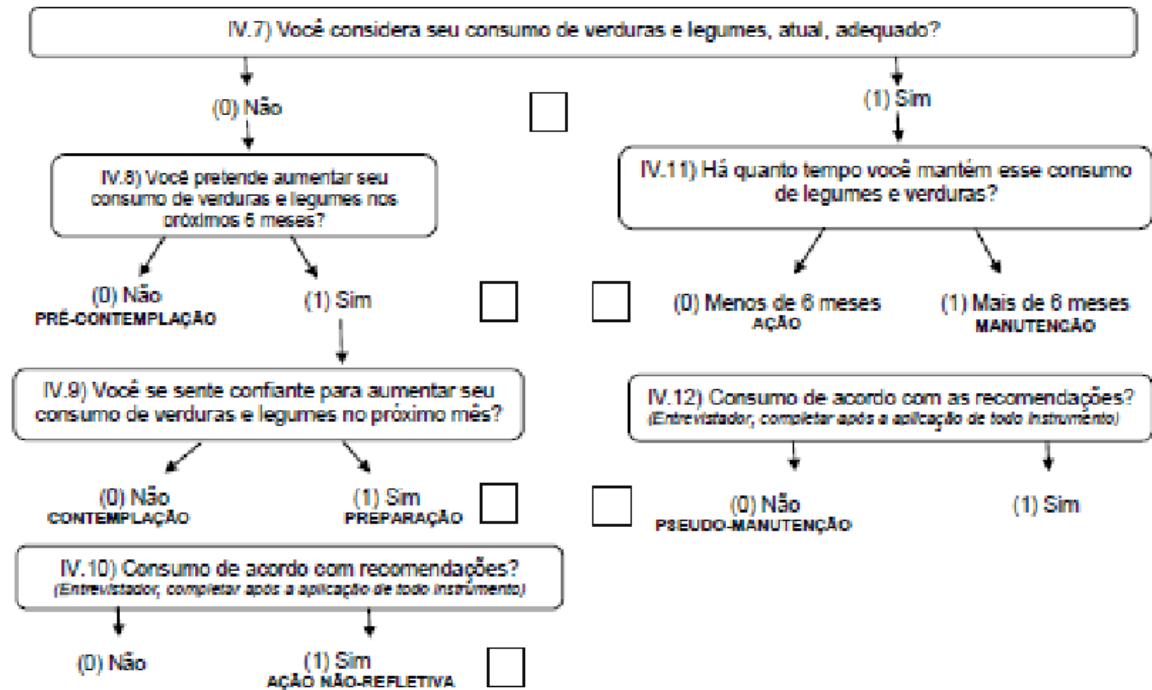 IV.7) Você considera seu consumo de verduras e legumes, atual, adequado?
(0) Não
(1) Sim
IV.8) Você pretende aumentar seu
consumo de verduras e legumes nos
próximos 6 meses?
(0) Não
PRÉ-CONTEMPLAÇÃO
(1) Sim
IV.9) Você se sente confiante para aumentar seu
consumo de verduras e legumes no próximo mês?
(0) Não
CONTEMPLAÇÃO
(1) Sim
PREPARAÇÃO
IV.10) Consumo de acordo com recomendações?
(Entrevistador, completar após a aplicação de todo instrumento)
(0) Não
(1) Sim
AÇÃO NÃO-REFLETIVA
IV.11) Há quanto tempo você mantém esse consumo
de legumes e verduras?
(0) Menos de 6 meses
AÇÃO
(1) Mais de 6 meses
MANUTENÇÃO
IV.12) Consumo de acordo com as recomendações?
(Entrevistador, completar após a aplicação de todo instrumento)
(0) Não
PSEUDO-MANUTENÇÃO
(1) Sim